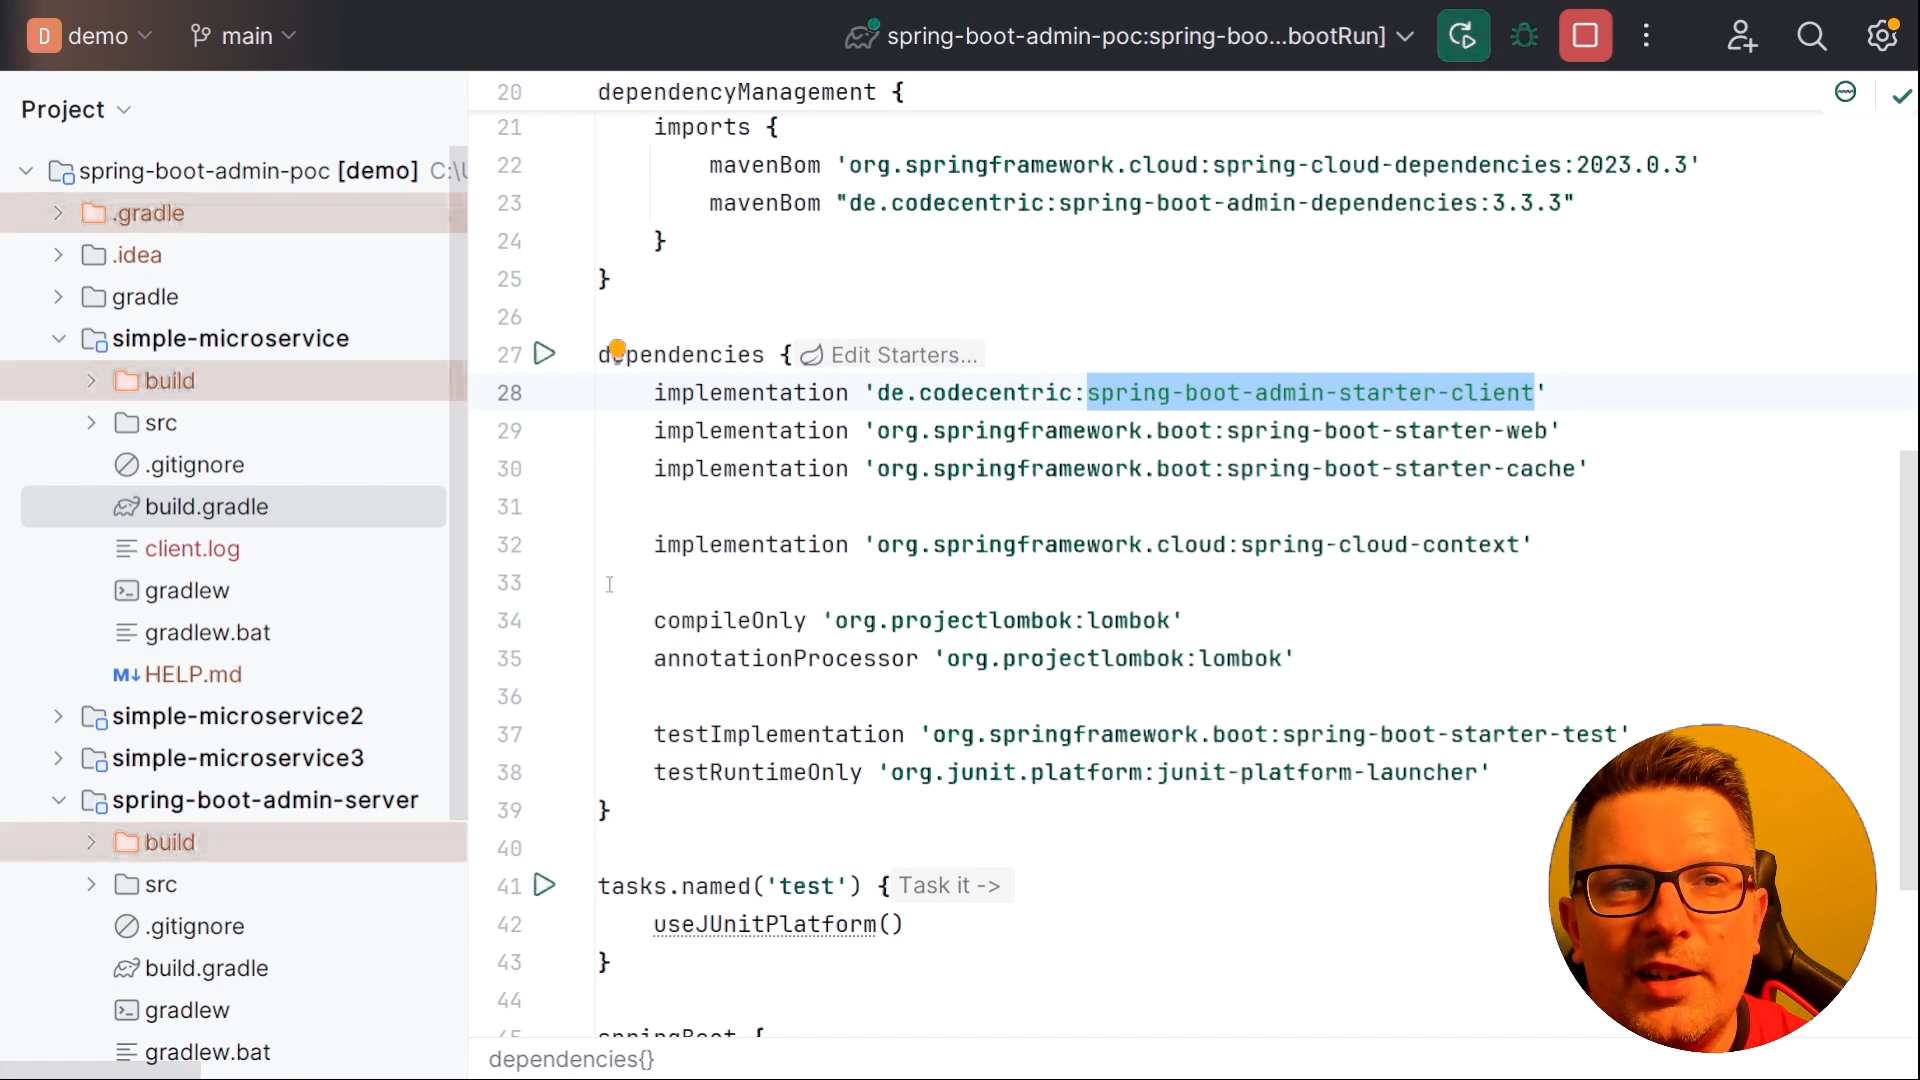 D demo main spring-boot-admin-poc:spring-boo...bootRun]
Project
spring-boot-admin-poc [demo] C:\
.gradle
.idea
gradle
simple-microservice
build
src
.gitignore
build.gradle
client.log
gradlew
gradlew.bat
M↓ HELP.md
simple-microservice2
simple-microservice3
spring-boot-admin-server
build
src
.gitignore
build.gradle
gradlew
gradlew.bat
20 dependencyManagement {
21 imports {
22 mavenBom 'org.springframework.cloud:spring-cloud-dependencies:2023.0.3'
23 mavenBom "de.codecentric:spring-boot-admin-dependencies:3.3.3"
24 }
25 }
26
27 dependencies { Edit Starters...
28 implementation 'de.codecentric:spring-boot-admin-starter-client'
29 implementation 'org.springframework.boot:spring-boot-starter-web'
30 implementation 'org.springframework.boot:spring-boot-starter-cache'
31
32 implementation 'org.springframework.cloud:spring-cloud-context'
33
34 compileOnly 'org.projectlombok:lombok'
35 annotationProcessor 'org.projectlombok:lombok'
36
37 testImplementation 'org.springframework.boot:spring-boot-starter-test'
38 testRuntimeOnly 'org.junit.platform:junit-platform-launcher'
39 }
40
41 tasks.named('test') { Task it ->
42 useJUnitPlatform()
43 }
44
45 springBoot {
dependencies{}